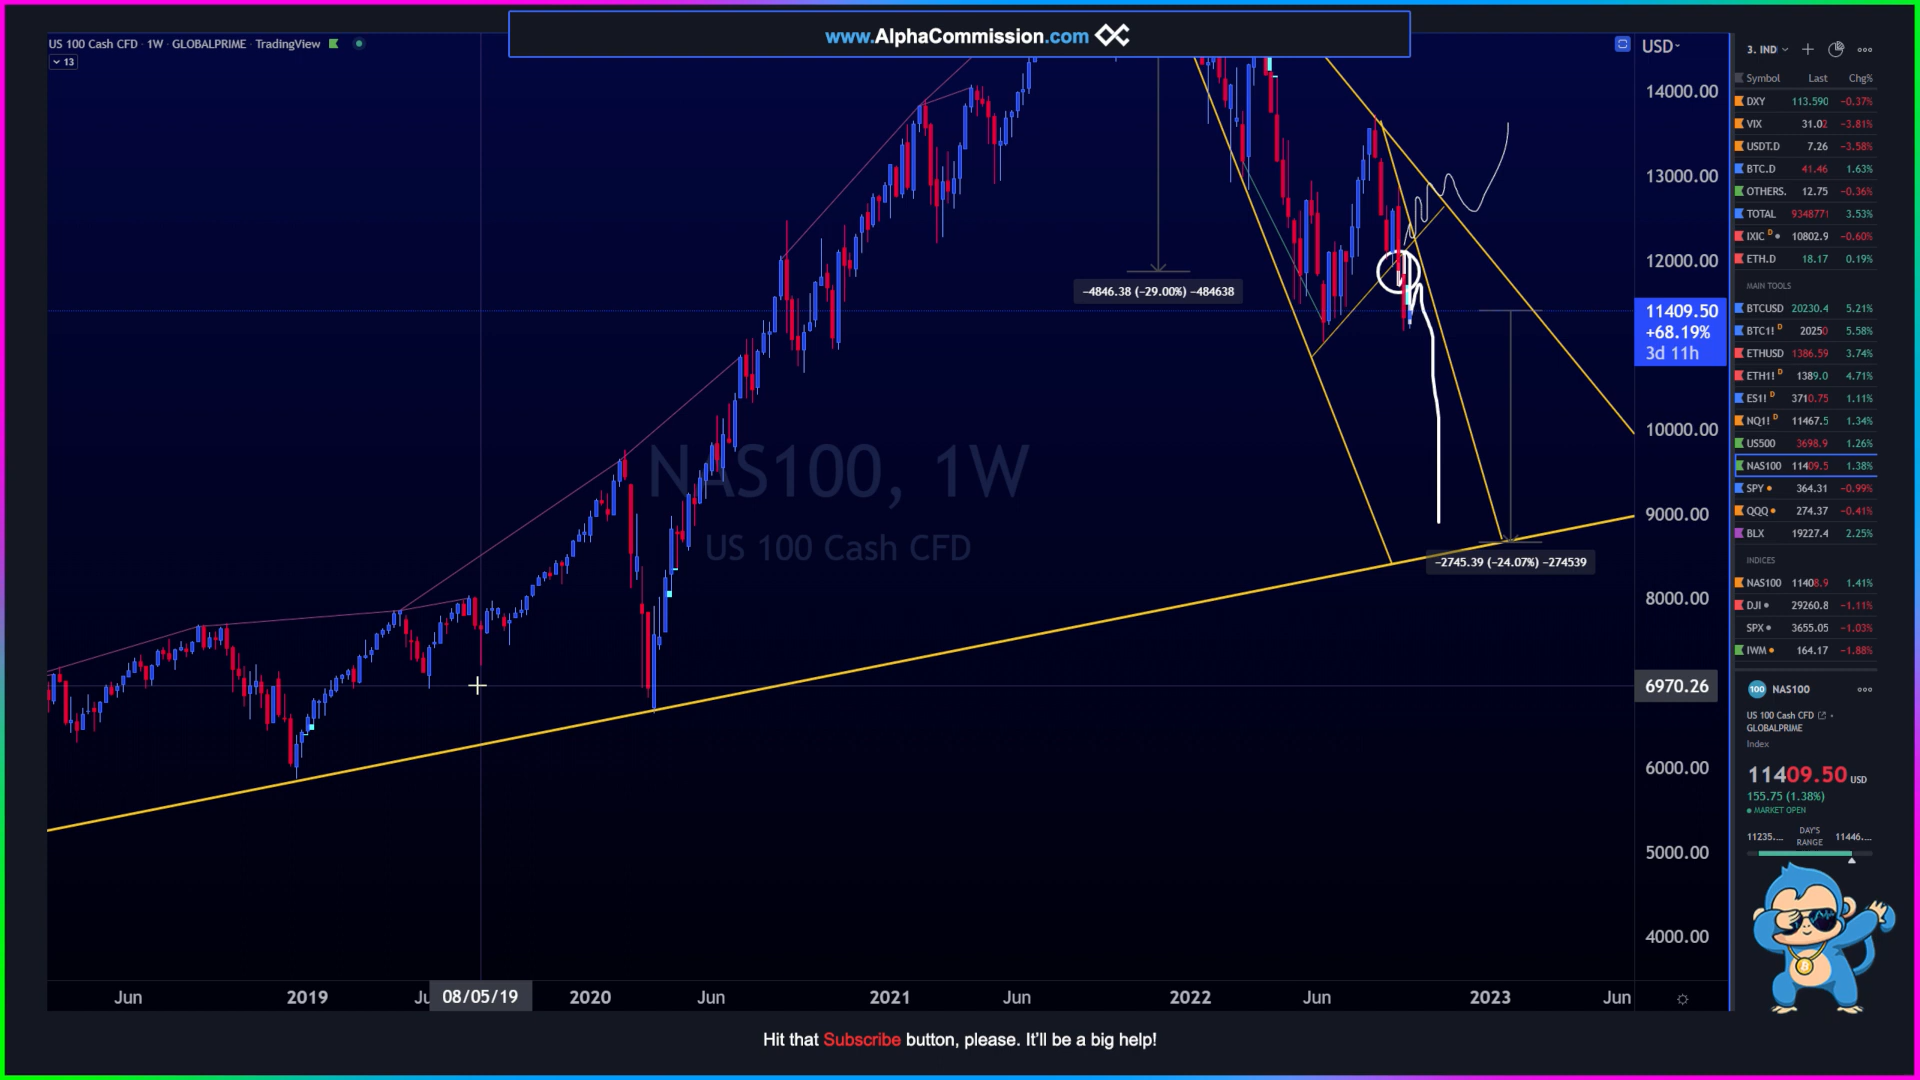 www.AlphaCommission.com
US 100 Cash CFD · 1W · GLOBALPRIME · TradingView
13
USD
14000.00
13000.00
12000.00
11409.50
+68.19%
3d 11h
10000.00
9000.00
8000.00
6970.26
6000.00
5000.00
4000.00
−4846.38 (−29.00%) −484638
−2745.39 (−24.07%) −274539
NAS100, 1W
US 100 Cash CFD
Jun 2019 08/05/19 2020 Jun 2021 Jun 2022 Jun 2023 Jun
3. IND
Symbol Last Chg%
DXY 113.590 −0.37%
VIX 31.02 −3.81%
USDT.D 7.26 −3.58%
BTC.D 41.46 1.63%
OTHERS. 12.75 −0.36%
TOTAL 9348771 3.53%
IXIC D 10802.9 −0.60%
ETH.D 18.17 0.19%
MAIN TOOLS
BTCUSD 20230.4 5.21%
BTC1! D 20250 5.58%
ETHUSD 1386.59 3.74%
ETH1! D 1389.0 4.71%
ES1! D 3710.75 1.11%
NQ1! D 11467.5 1.34%
US500 3698.9 1.26%
NAS100 11409.5 1.38%
SPY 364.31 −0.99%
QQQ 274.37 −0.41%
BLX 19227.4 2.25%
INDICES
NAS100 11408.9 1.41%
DJI 29260.8 −1.11%
SPX 3655.05 −1.03%
IWM 164.17 −1.88%
100 NAS100
US 100 Cash CFD
GLOBALPRIME
Index
11409.50 USD
155.75 (1.38%)
MARKET OPEN
11235.... DAY'S RANGE 11446....
Hit that Subscribe button, please. It'll be a big help!